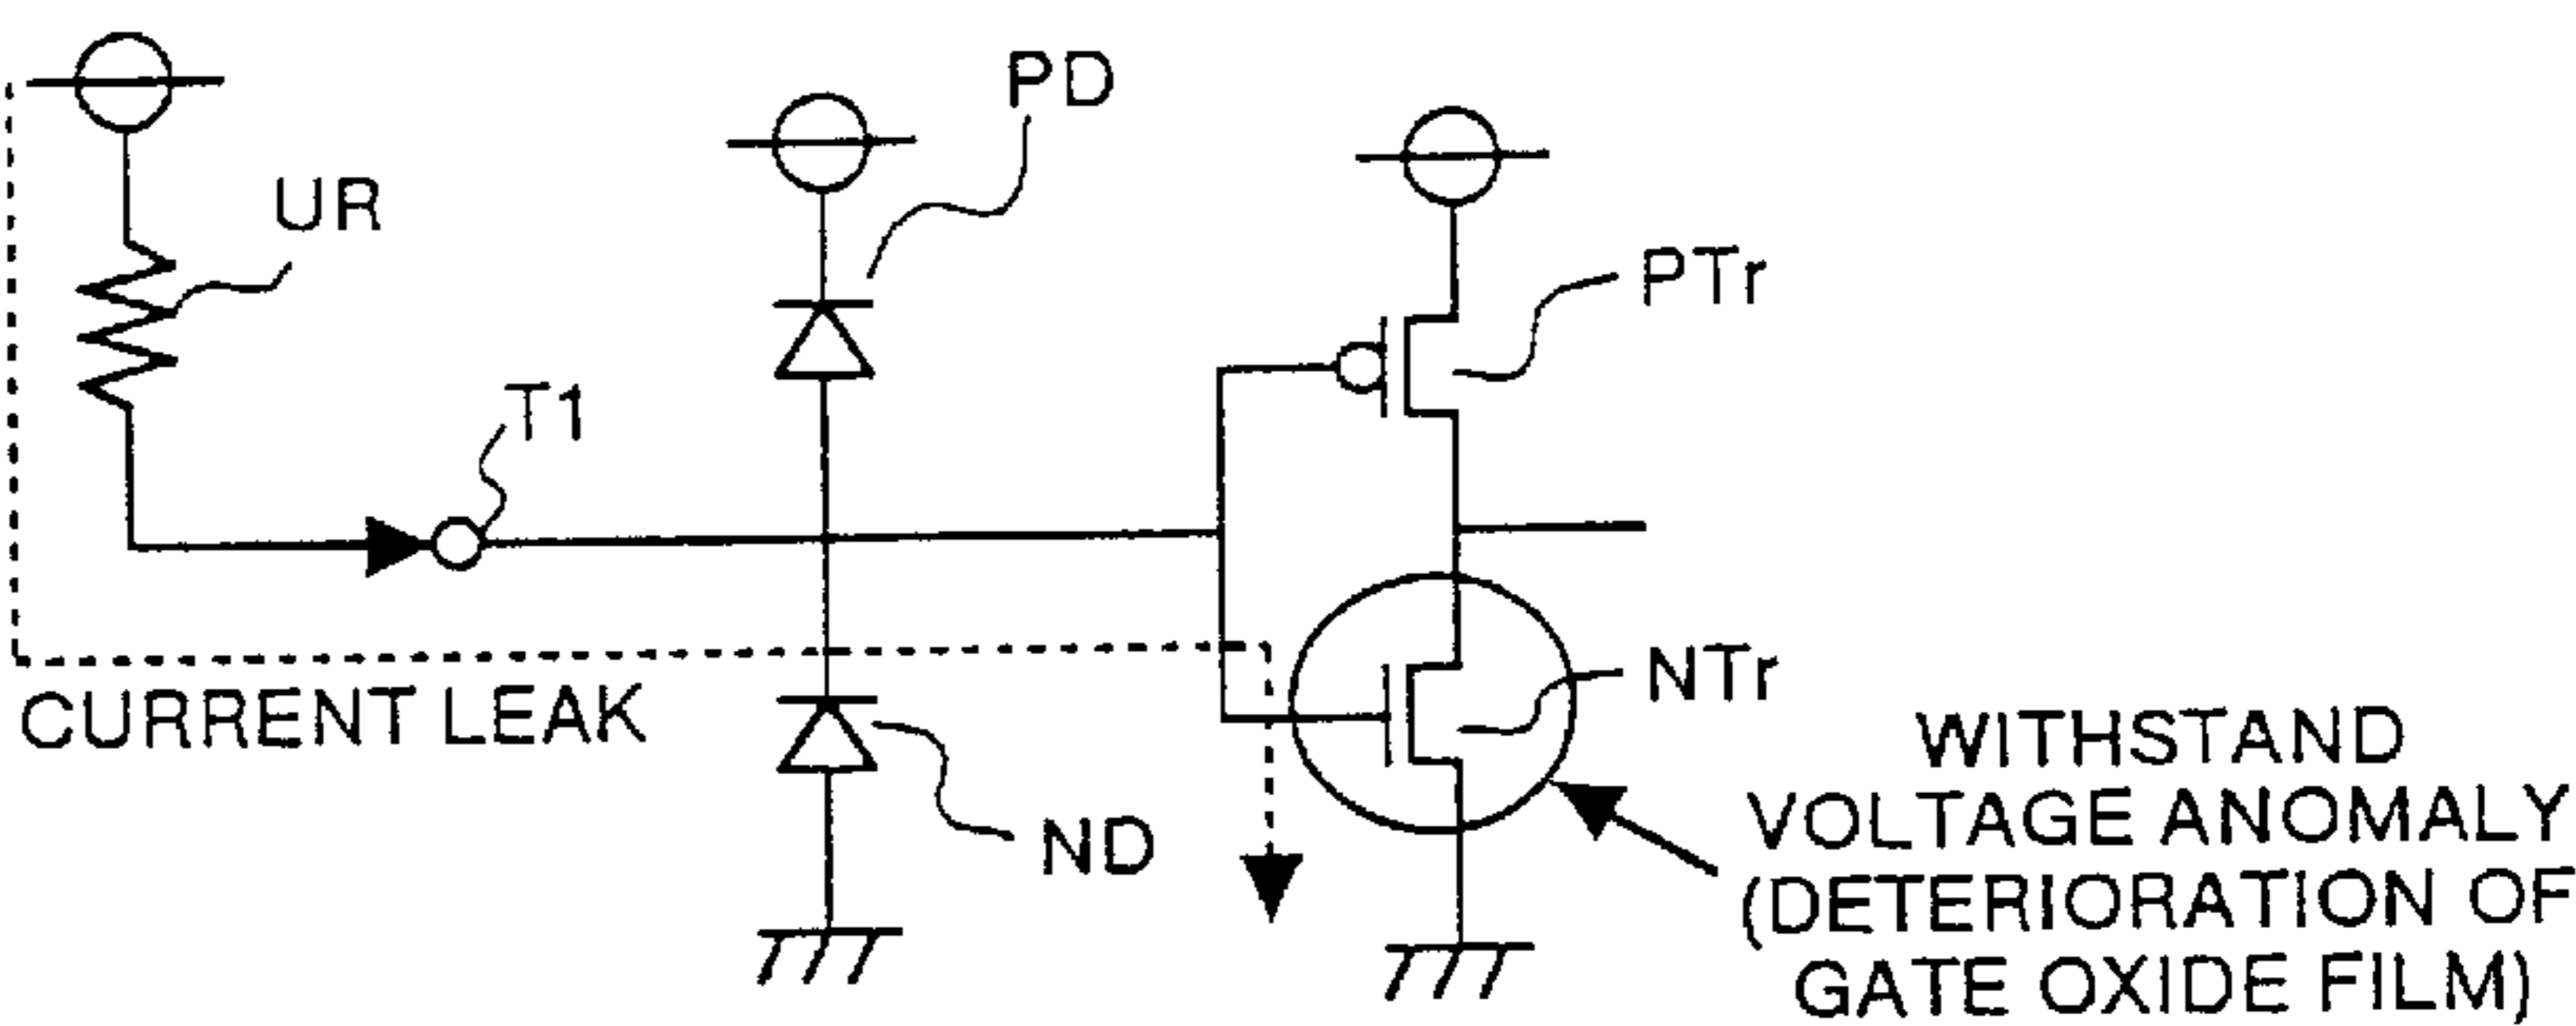 PD
UR
PTr
T1
CURRENT LEAK
NTr
ND
WITHSTAND
VOLTAGE ANOMALY
(DETERIORATION OF
GATE OXIDE FILM)